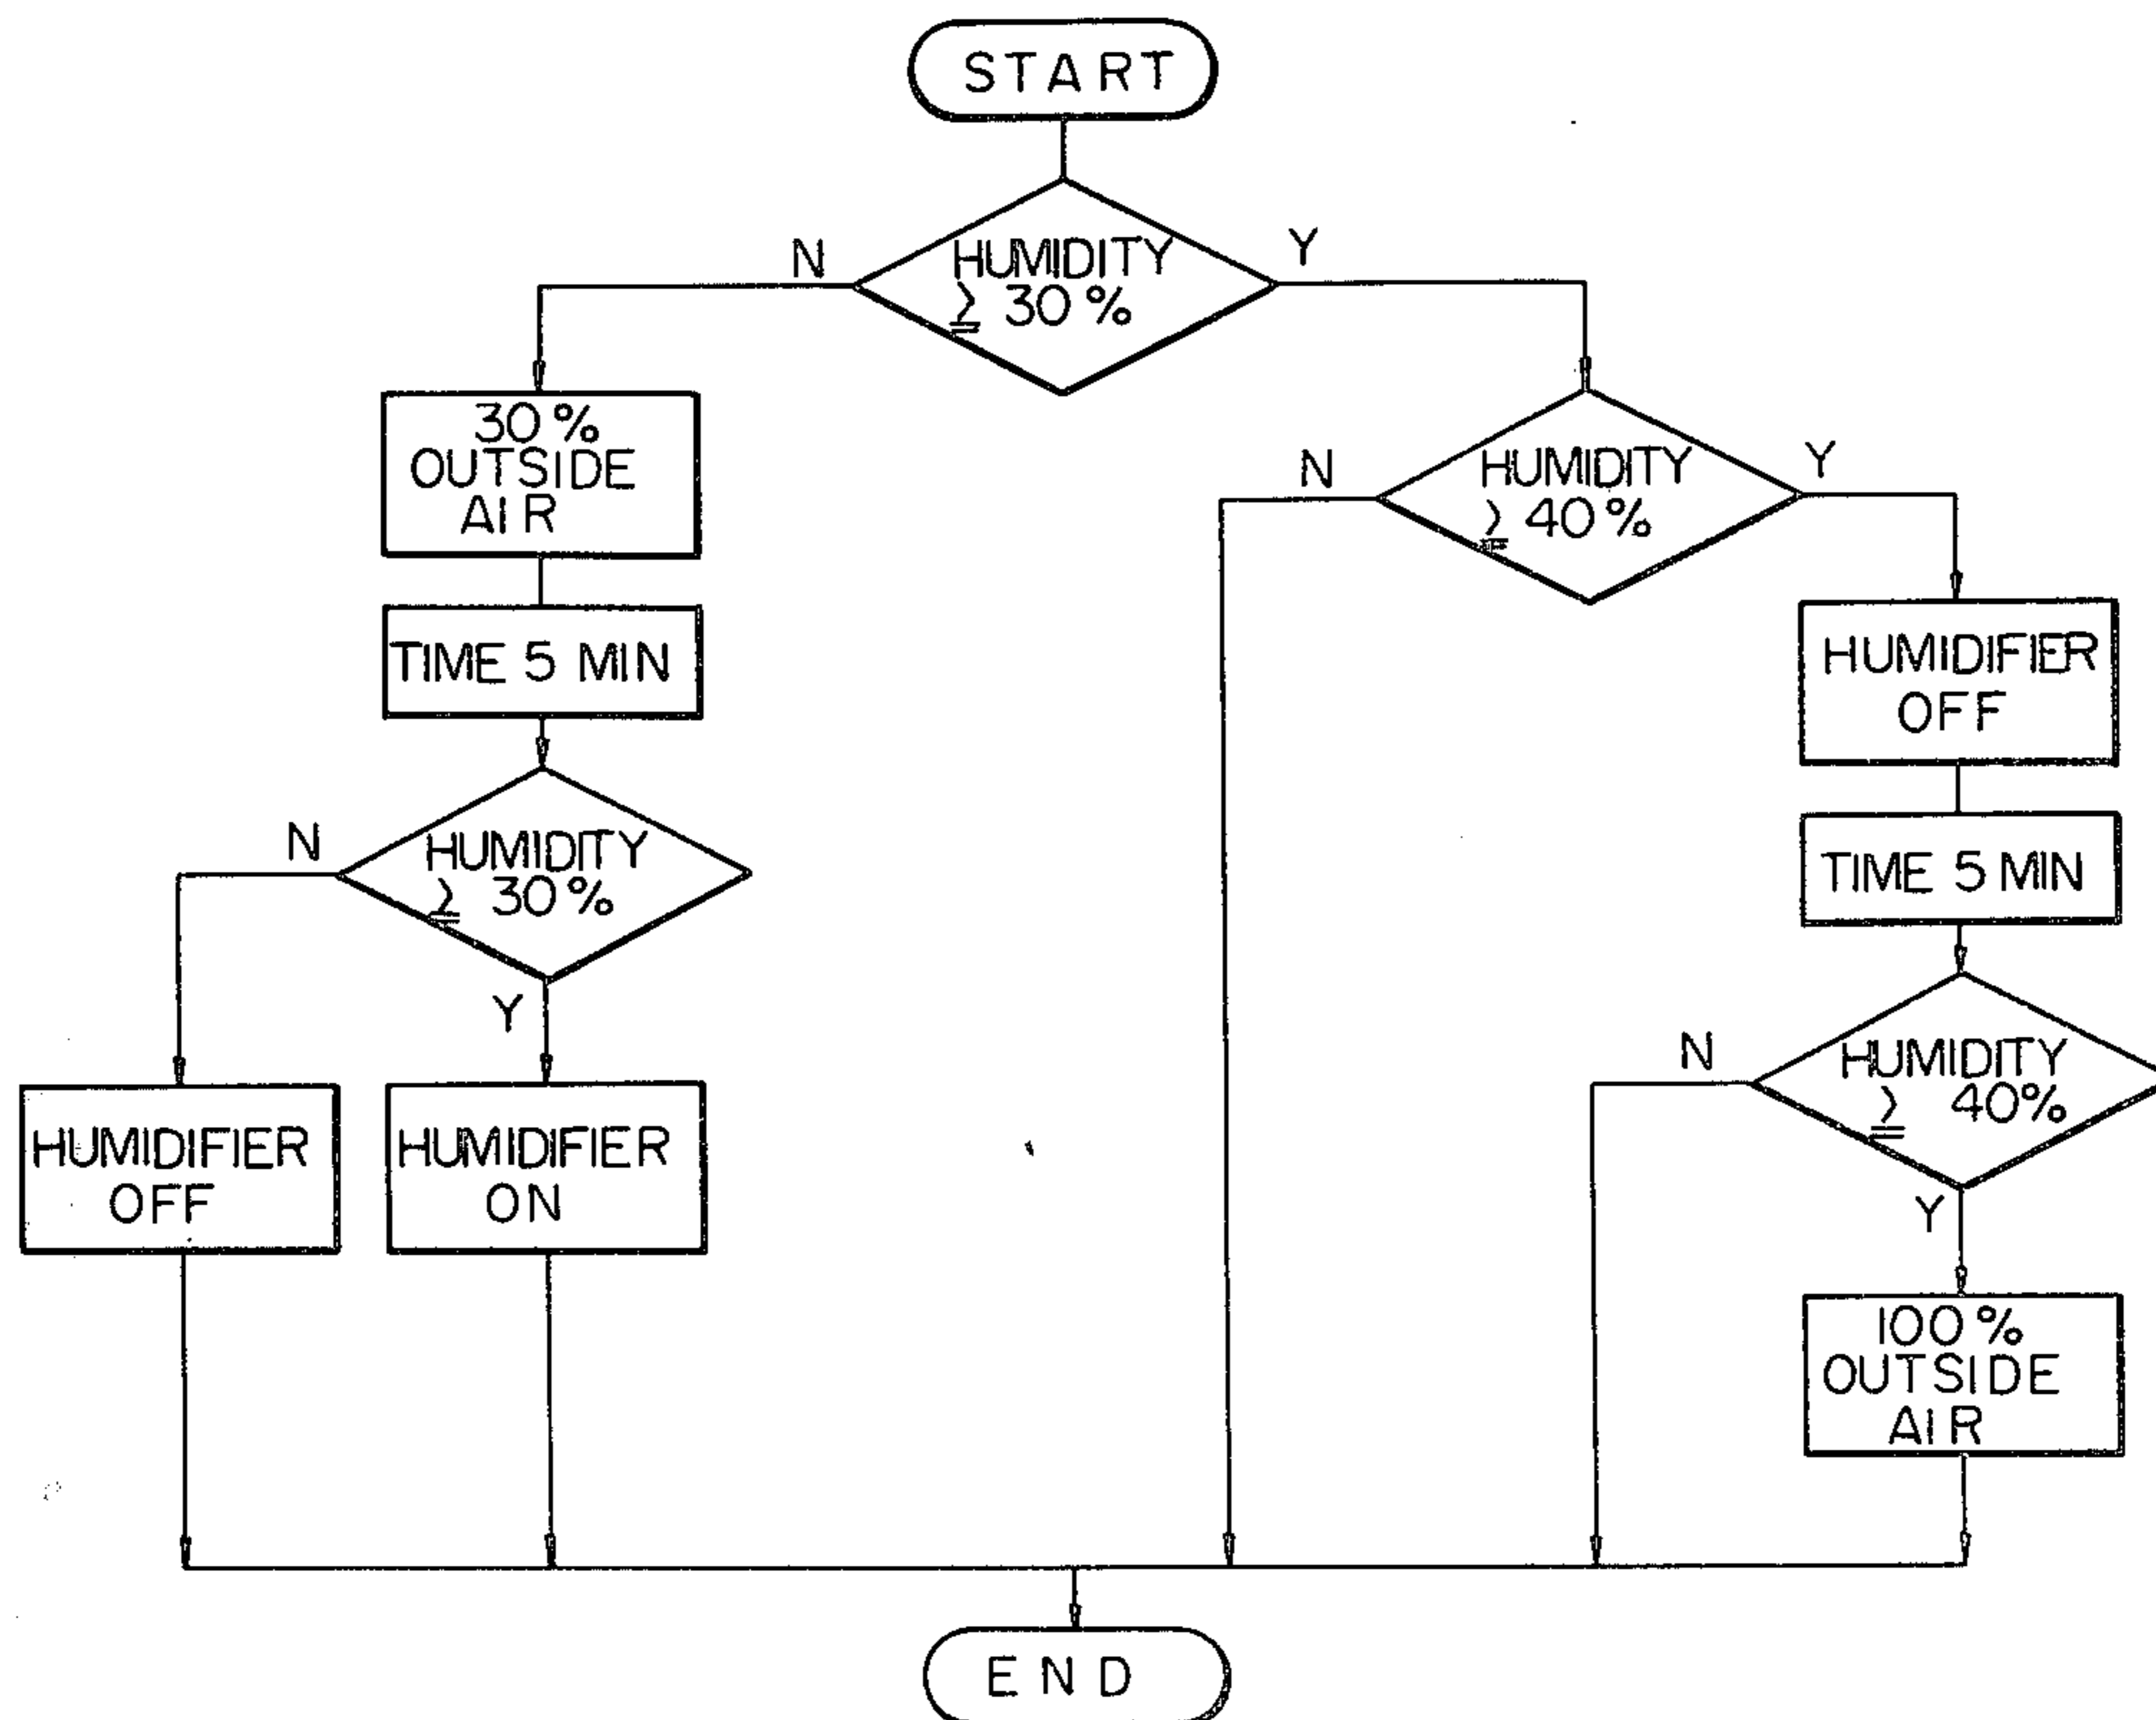 START
N
HUMIDITY
≧ 30%
Y
30%
OUTSIDE
AIR
TIME 5 MIN
N
HUMIDITY
≧ 30%
Y
HUMIDIFIER
OFF
HUMIDIFIER
ON
N
HUMIDITY
≧ 40%
Y
HUMIDIFIER
OFF
TIME 5 MIN
N
HUMIDITY
≧ 40%
Y
100%
OUTSIDE
AIR
END